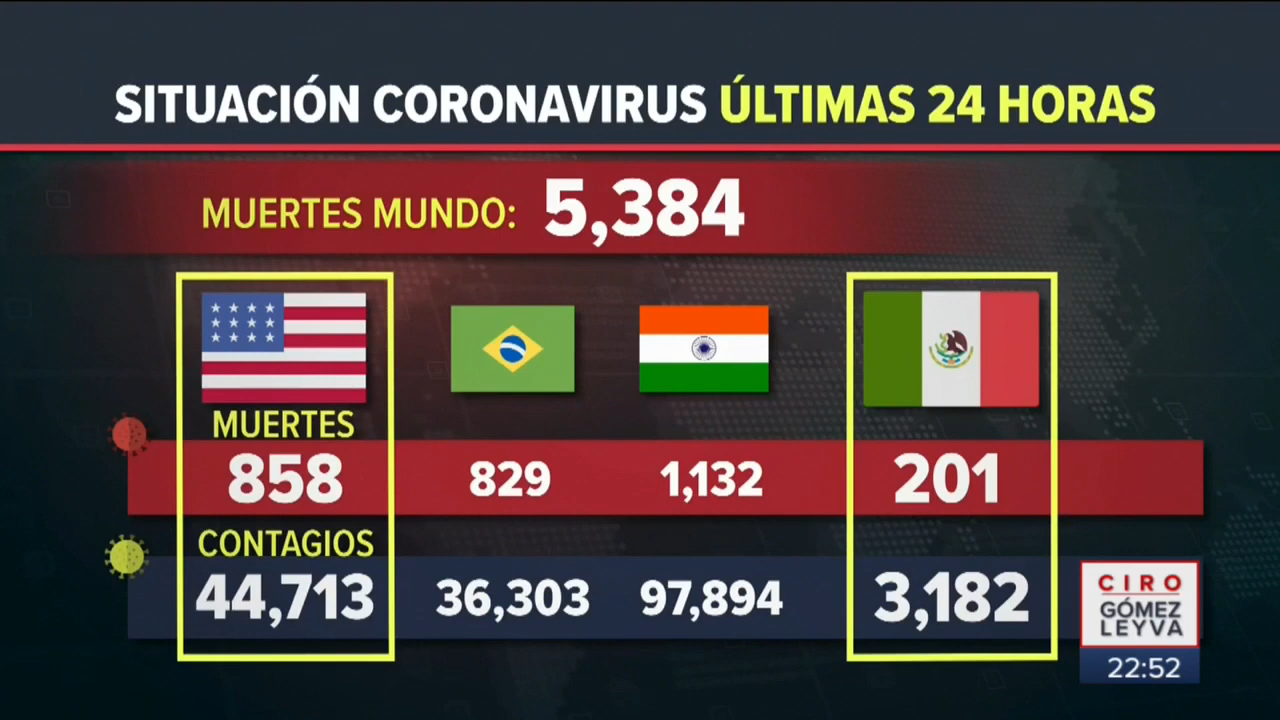 SITUACIÓN CORONAVIRUS ÚLTIMAS 24 HORAS
MUERTES MUNDO: 5,384
MUERTES
858 829 1,132 201
CONTAGIOS
44,713 36,303 97,894 3,182
CIRO
GÓMEZ
LEYVA
22:52